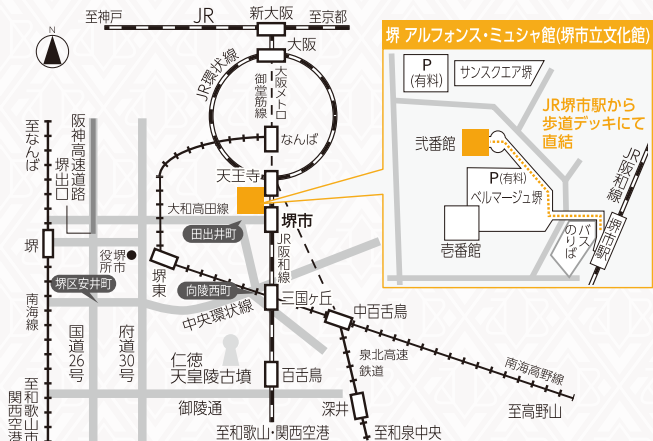 N
至神戸
JR
新大阪
至京都
大阪
JR環状線
御堂筋線
大阪メトロ
なんば
天王寺
大和高田線
堺市
田出井町
JR阪和線
至なんば
阪神高速道路
堺出口
堺
堺市
役所
堺区安井町
堺東
向陵西町
三国ヶ丘
中央環状線
中百舌鳥
南海線
国道26号
府道30号
仁徳
天皇陵古墳
百舌鳥
泉北高速
鉄道
南海高野線
至高野山
御陵通
深井
至和歌山市
関西空港
至和歌山・関西空港
至和泉中央
堺 アルフォンス・ミュシャ館(堺市立文化館)
P
(有料)
サンスクエア堺
JR堺市駅から
歩道デッキにて
直結
弐番館
P(有料)
ベルマージュ堺
壱番館
バス
のりば
JR阪和線
堺市駅